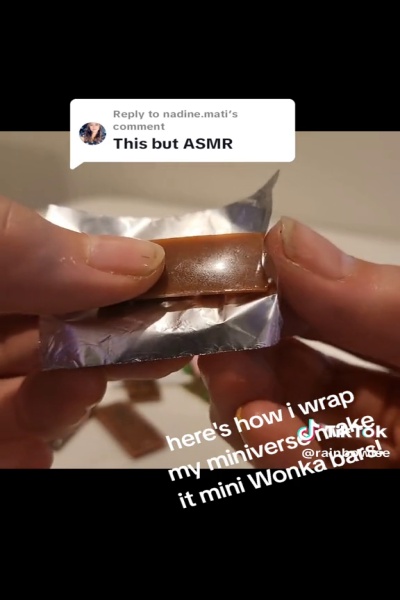 Reply to nadine.mati's
comment
This but ASMR
here's how i wrap
my miniverse make
it mini Wonka bars!
TikTok